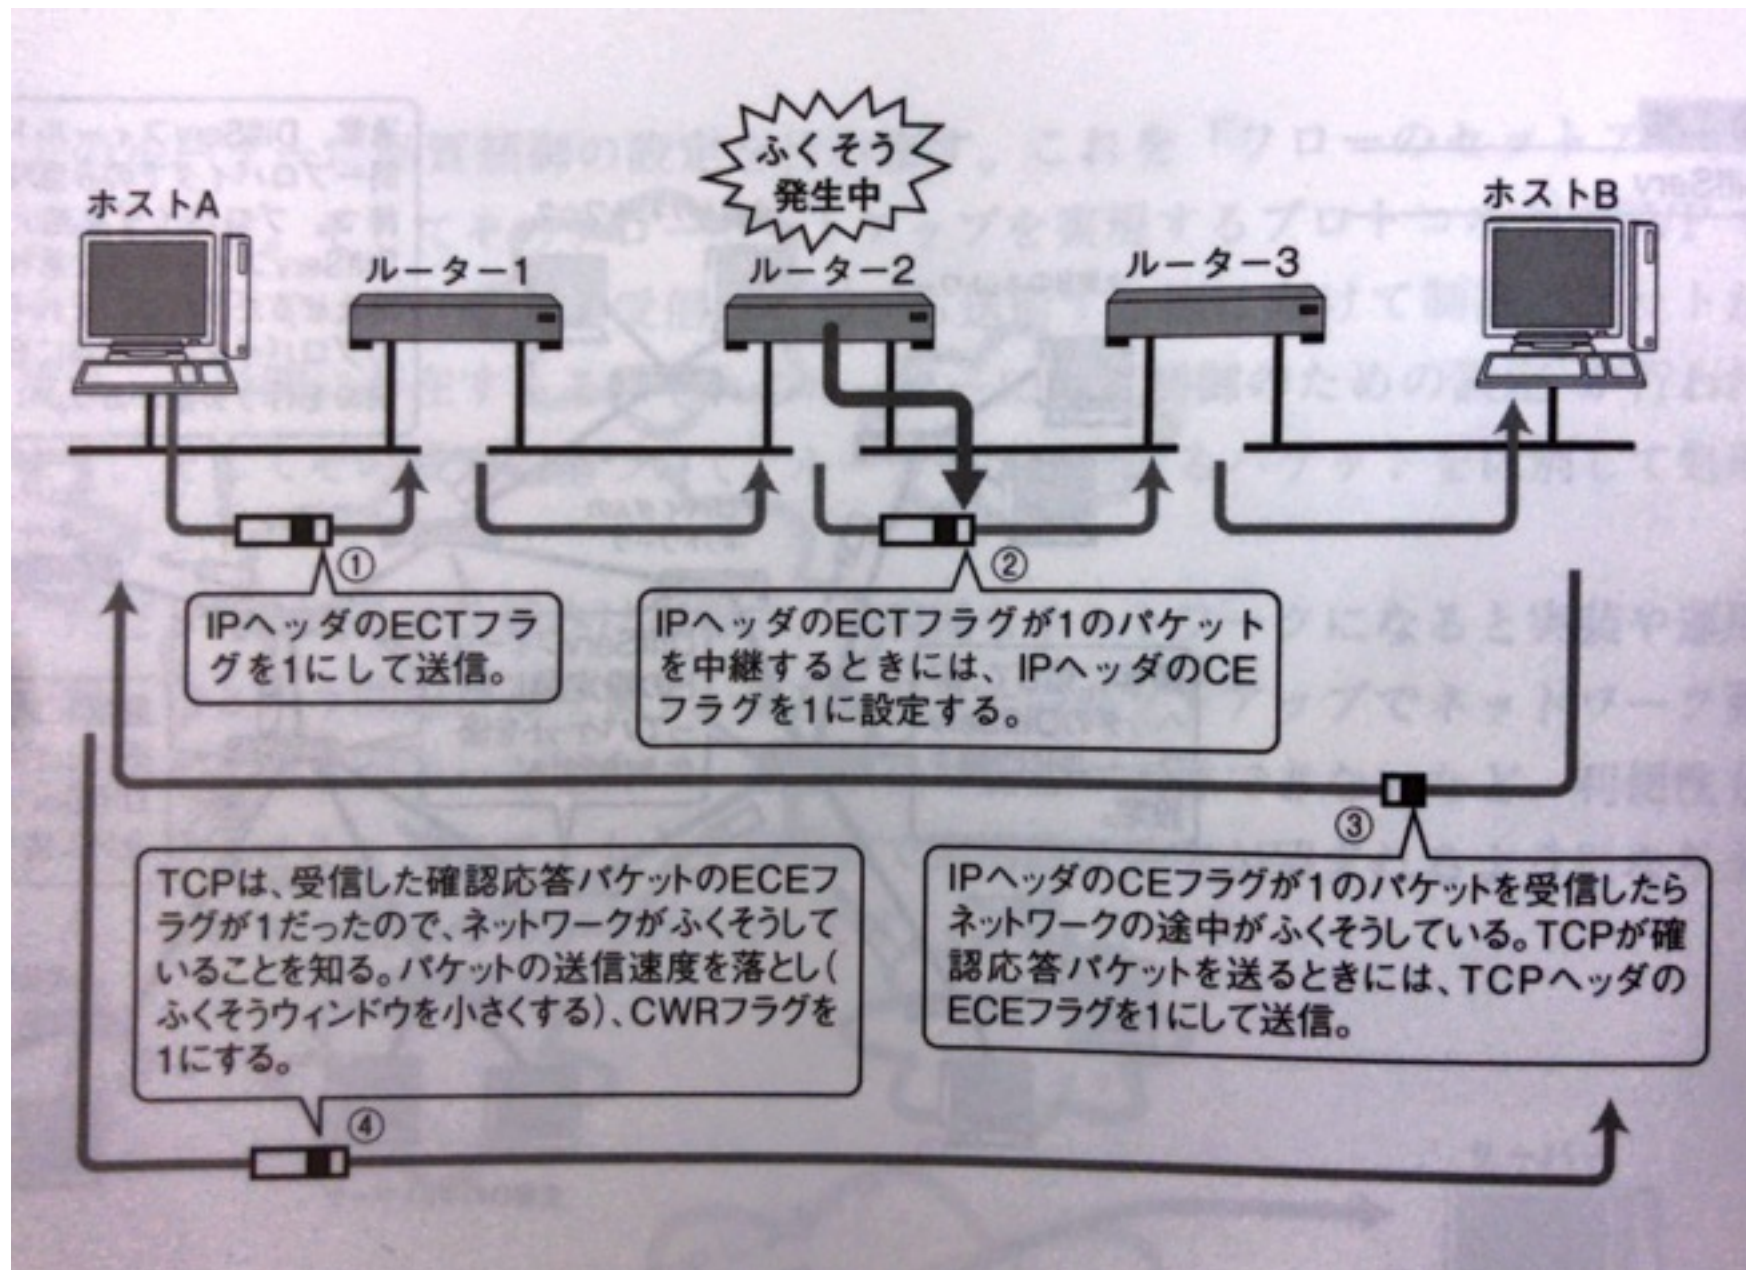 ふくそう
発生中
ホストA
ホストB
ルーター1
ルーター2
ルーター3
①
IPヘッダのECTフラ
グを1にして送信。
②
IPヘッダのECTフラグが1のパケット
を中継するときには、IPヘッダのCE
フラグを1に設定する。
③
IPヘッダのCEフラグが1のパケットを受信したら
ネットワークの途中がふくそうしている。TCPが確
認応答パケットを送るときには、TCPヘッダの
ECEフラグを1にして送信。
TCPは、受信した確認応答パケットのECEフ
ラグが1だったので、ネットワークがふくそうして
いることを知る。パケットの送信速度を落とし(
ふくそうウィンドウを小さくする)、CWRフラグを
1にする。
④